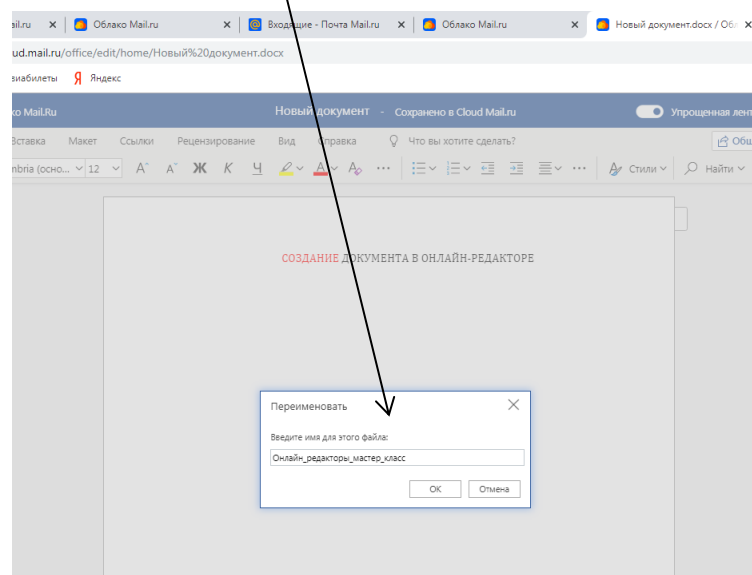 ail.ru Облако Mail.ru Входящие - Почта Mail.ru Облако Mail.ru Новый документ.docx / Обл
ud.mail.ru/office/edit/home/Новый%20документ.docx
виабилеты Яндекс
ко Mail.Ru Новый документ - Сохранено в Cloud Mail.ru Упрощенная лент
Вставка Макет Ссылки Рецензирование Вид Справка Что вы хотите сделать? Общ
mbria (осно... 12 A A Ж К Ч A A ... ... Стили Найти
СОЗДАНИЕ ДОКУМЕНТА В ОНЛАЙН-РЕДАКТОРЕ
Переименовать
Введите имя для этого файла:
Онлайн_редакторы_мастер_класс
ОК Отмена